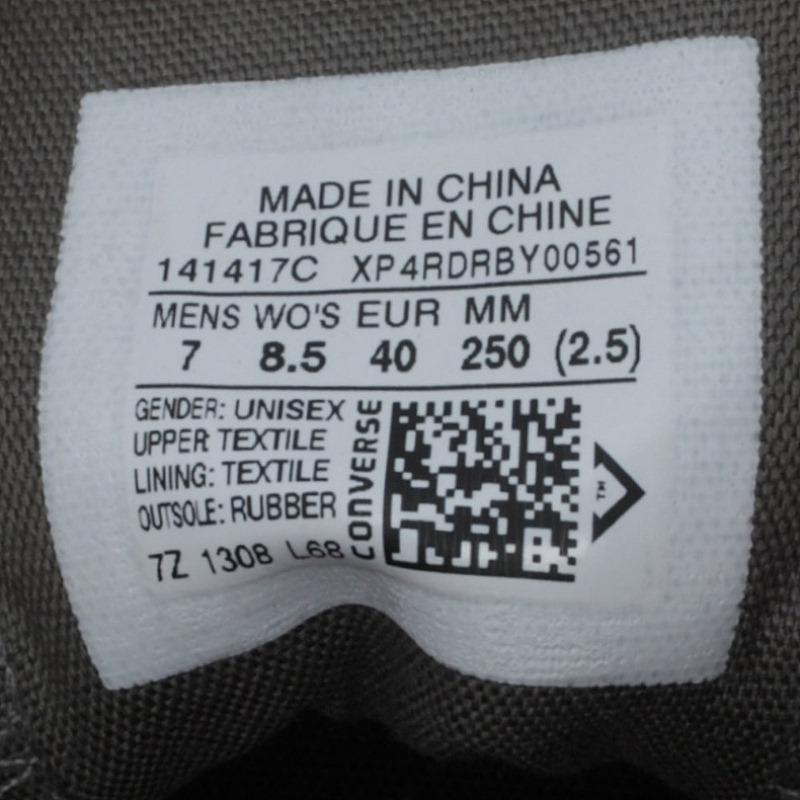 MADE IN CHINA
FABRIQUE EN CHINE
141417C XP4RDRBY00561
MENS WO'S EUR MM
7 8.5 40 250 (2.5)
GENDER: UNISEX
UPPER: TEXTILE
LINING: TEXTILE
OUTSOLE: RUBBER
7Z 1308 L68
CONVERSE
TM